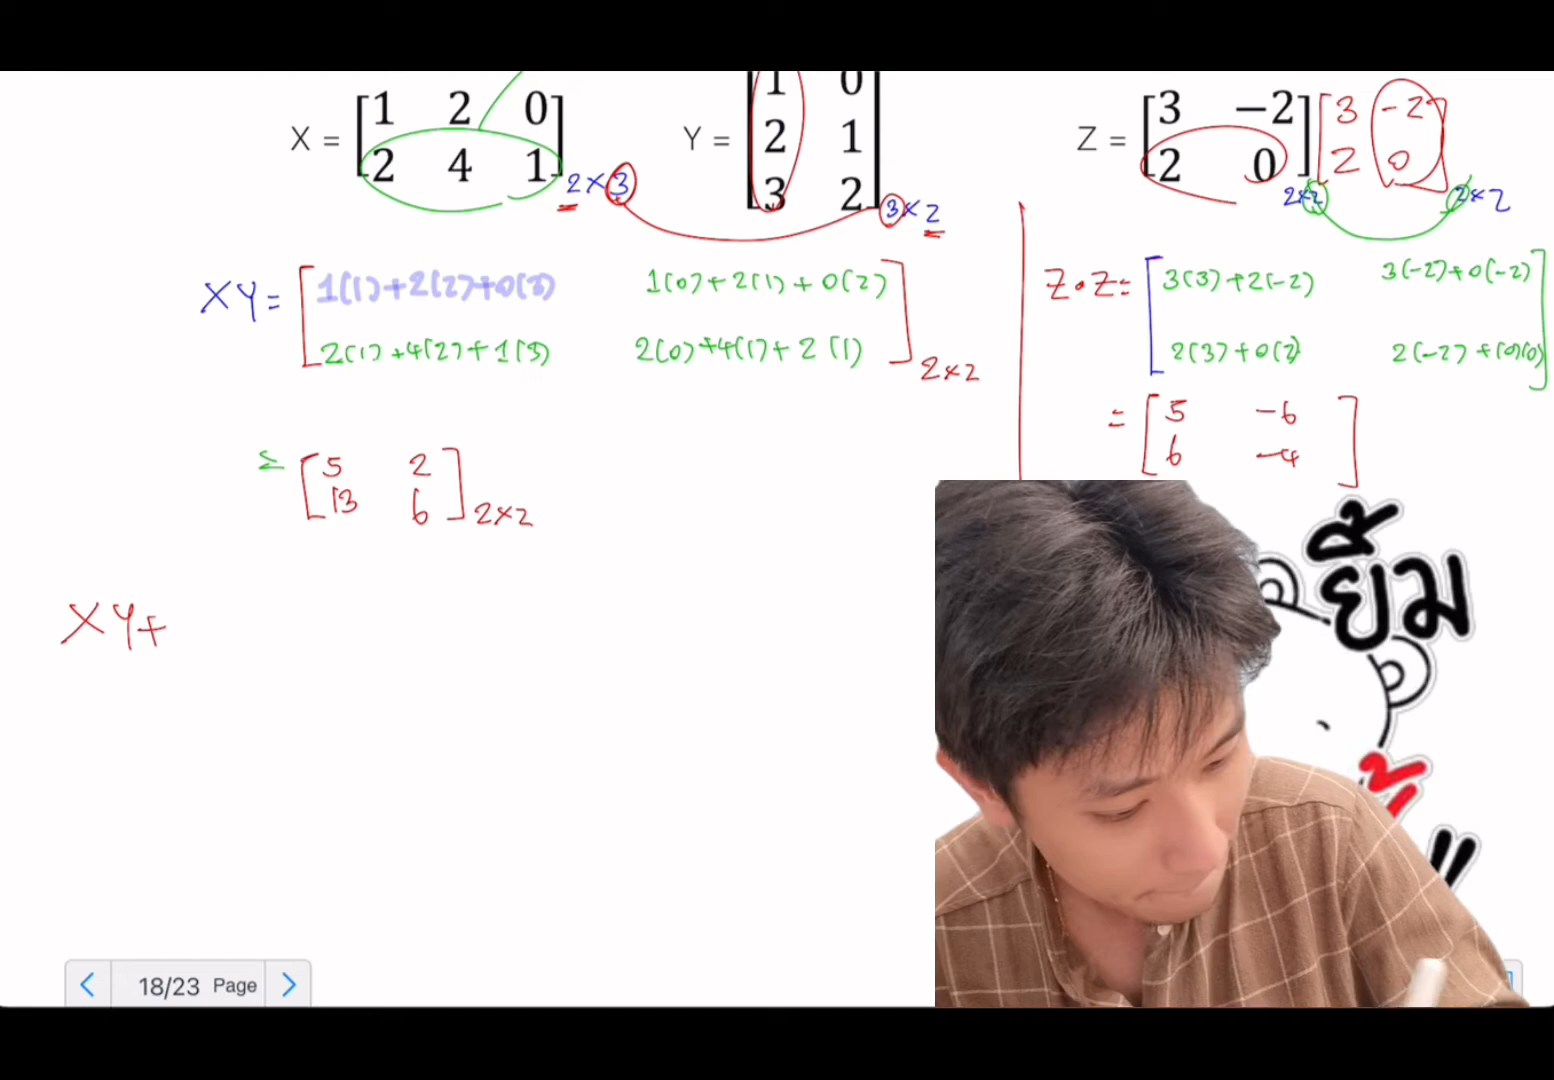 X = [1 2 0
2 4 1] 2×3
Y = [1 0
2 1
3 2] 3×2
Z = [3 -2
2 0] 2×2
[3 -2
2 0] 2×2
XY = [1(1)+2(2)+0(3) 1(0)+2(1)+0(2)
2(1)+4(2)+1(3) 2(0)+4(1)+2(1)] 2×2
= [5 2
13 6] 2×2
Z•Z = [3(3)+2(-2) 3(-2)+0(-2)
2(3)+0(2) 2(-2)+(0)(0)]
= [5 -6
6 -4]
XY+
ยิ้ม
!!
18/23 Page